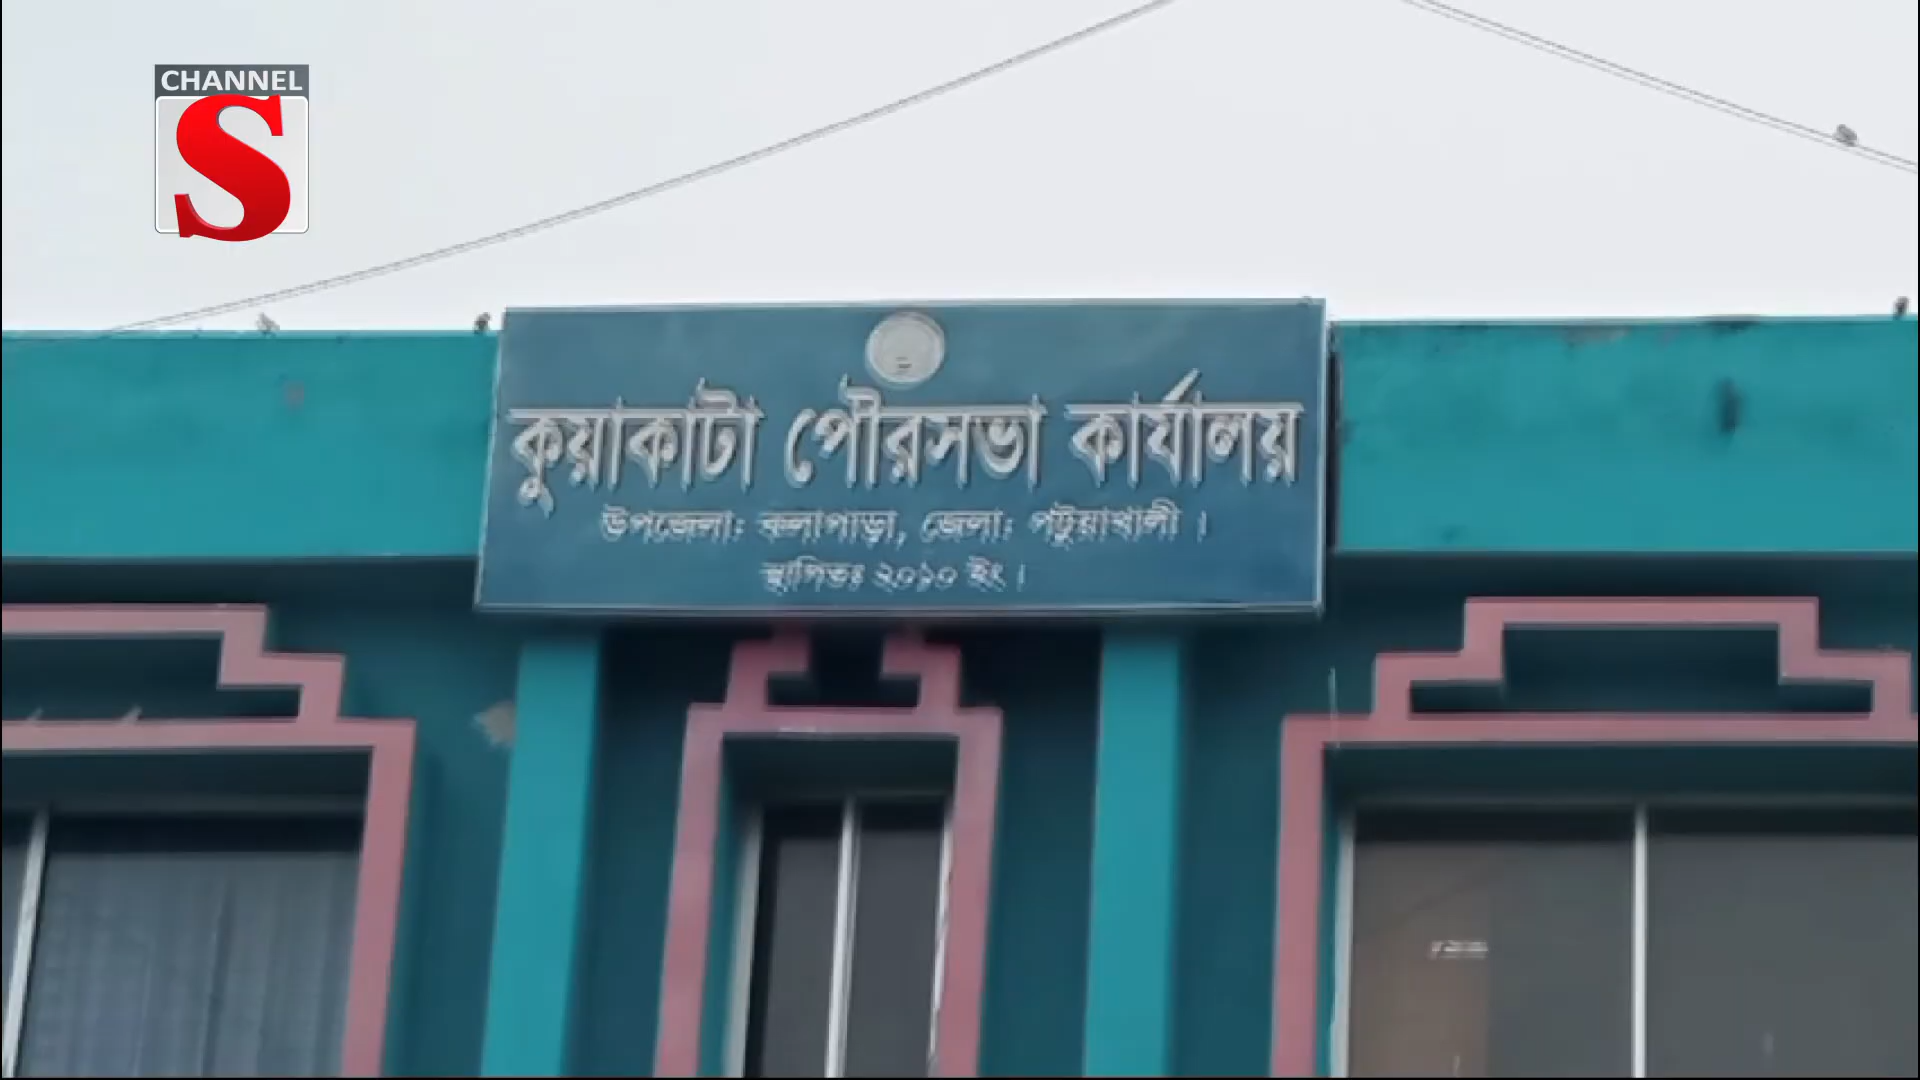 CHANNEL
S
কুয়াকাটা পৌরসভা কার্যালয়
উপজেলা: কলাপাড়া, জেলা: পটুয়াখালী ।
স্থাপিতঃ ২০১০ ইং ।